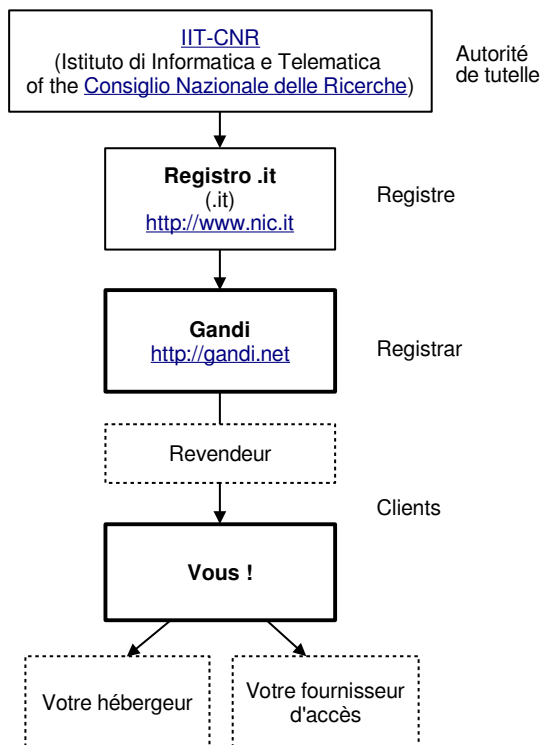 IIT-CNR
(Istituto di Informatica e Telematica
of the Consiglio Nazionale delle Ricerche)
Autorité
de tutelle
Registro .it
(.it)
http://www.nic.it
Registre
Gandi
http://gandi.net
Registrar
Revendeur
Clients
Vous !
Votre hébergeur
Votre fournisseur
d'accès